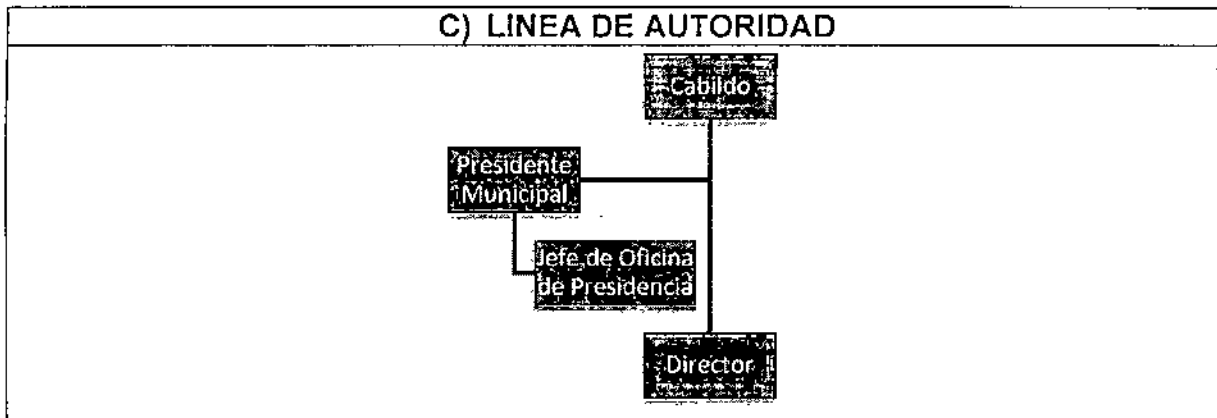 C) LINEA DE AUTORIDAD
Cabildo
Presidente
Municipal
Jefe de Oficina
de Presidencia
Director